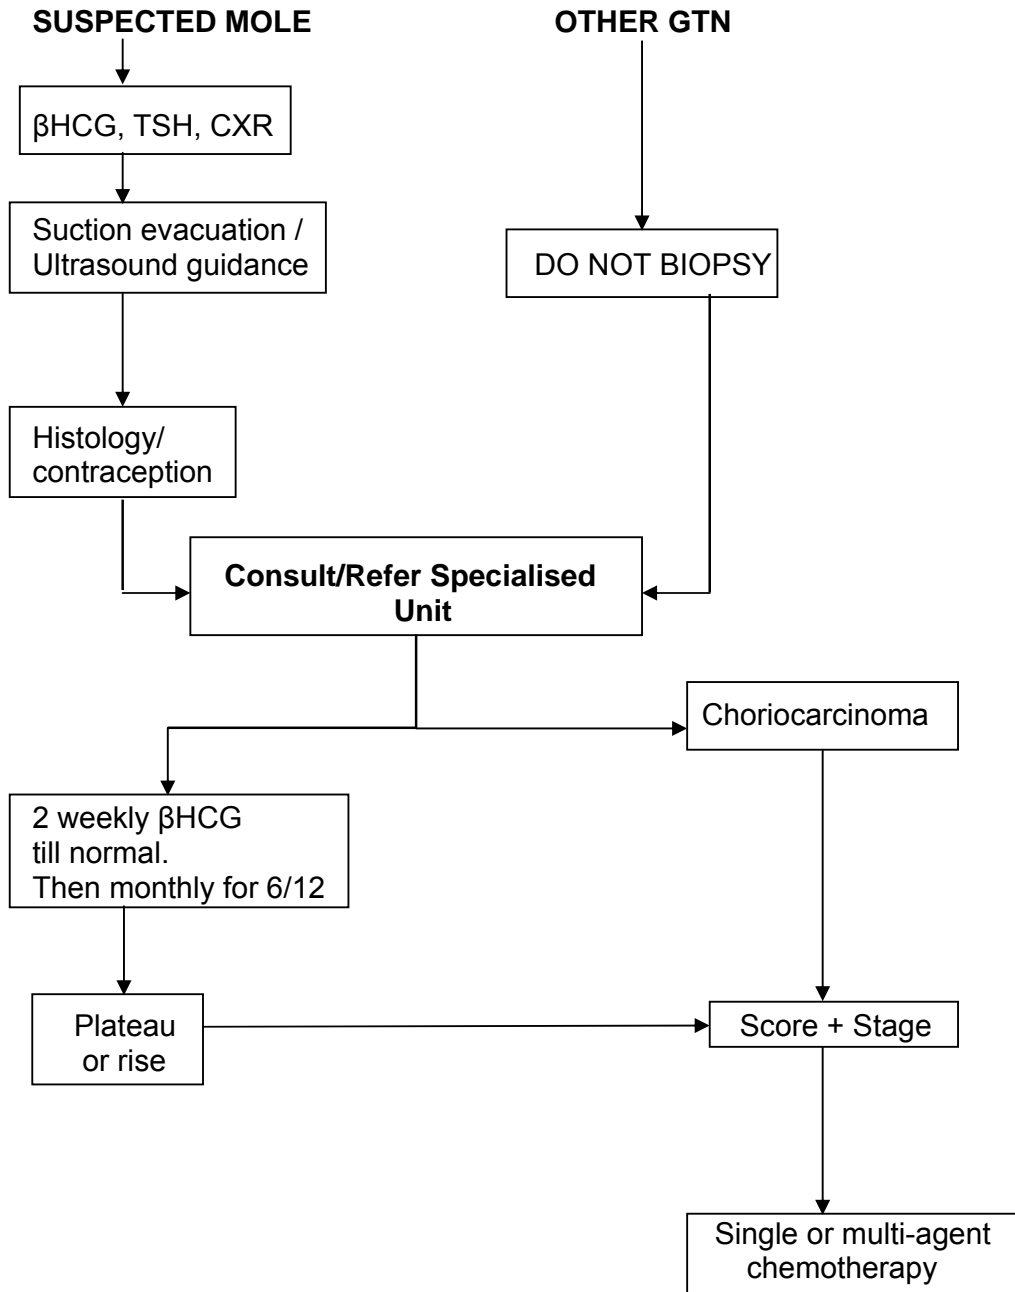 SUSPECTED MOLE
OTHER GTN
βHCG, TSH, CXR
Suction evacuation /
Ultrasound guidance
DO NOT BIOPSY
Histology/
contraception
Consult/Refer Specialised
Unit
Choriocarcinoma
2 weekly βHCG
till normal.
Then monthly for 6/12
Plateau
or rise
Score + Stage
Single or multi-agent
chemotherapy